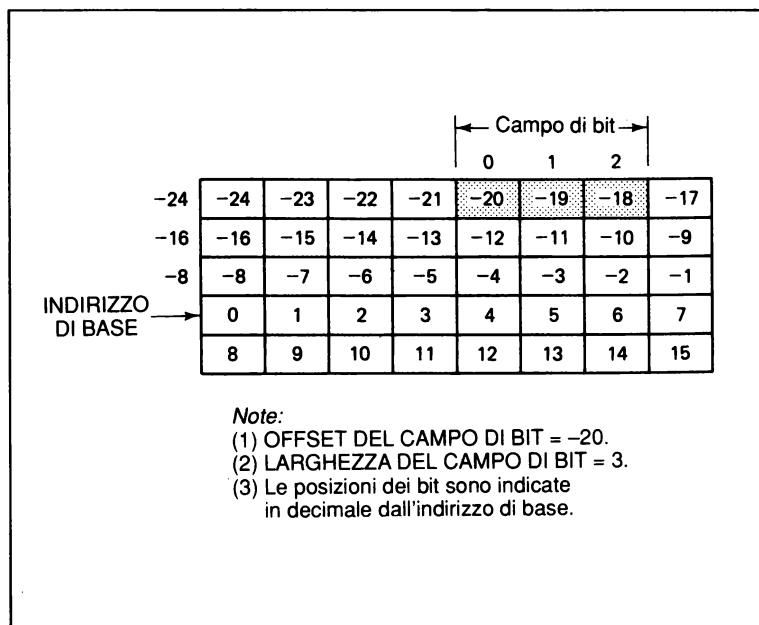 Campo di bit
0 1 2
−24 −24 −23 −22 −21 −20 −19 −18 −17
−16 −16 −15 −14 −13 −12 −11 −10 −9
−8 −8 −7 −6 −5 −4 −3 −2 −1
INDIRIZZO
DI BASE
0 1 2 3 4 5 6 7
8 9 10 11 12 13 14 15
Note:
(1) OFFSET DEL CAMPO DI BIT = −20.
(2) LARGHEZZA DEL CAMPO DI BIT = 3.
(3) Le posizioni dei bit sono indicate
in decimale dall'indirizzo di base.